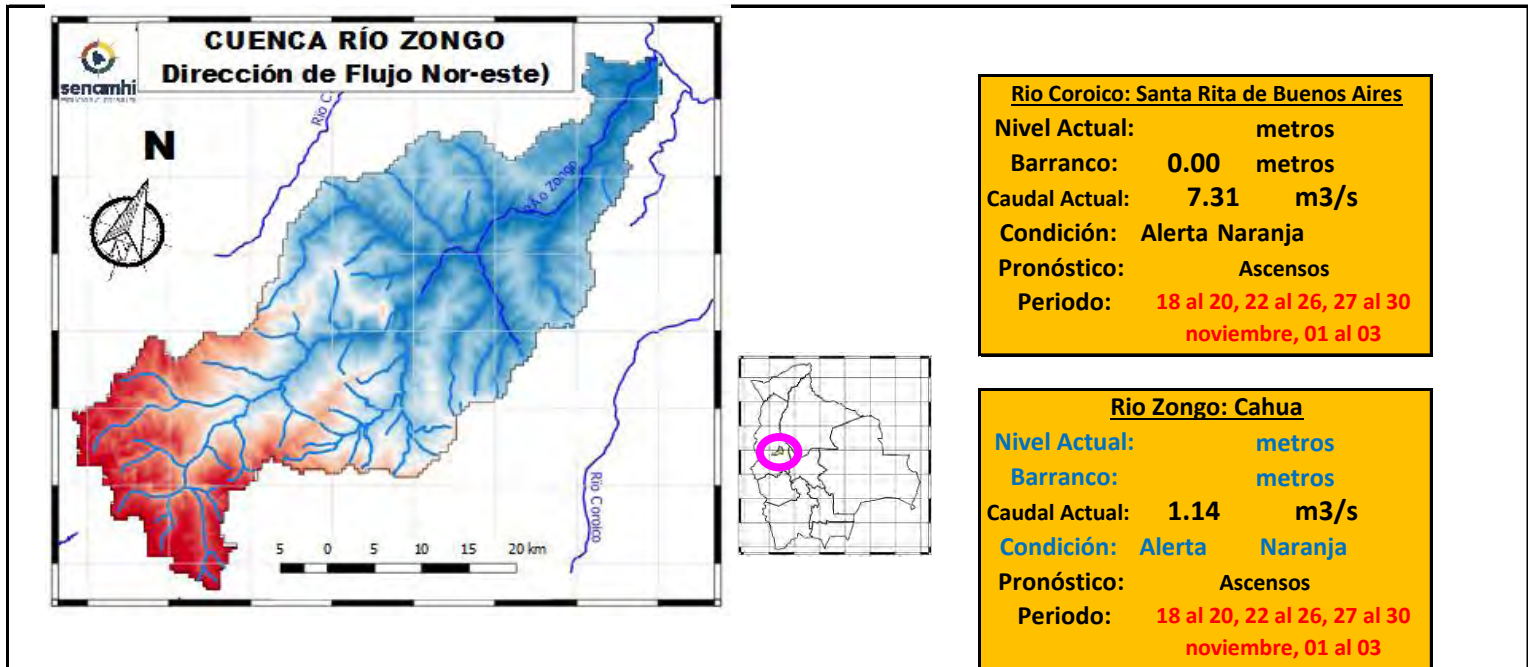 CUENCA RÍO ZONGO
Dirección de Flujo Nor-este)
senamhi
N
Río C
RÃ­o Zongo
Río Coroico
5 0 5 10 15 20 km
Rio Coroico: Santa Rita de Buenos Aires
Nivel Actual: metros
Barranco: 0.00 metros
Caudal Actual: 7.31 m3/s
Condición: Alerta Naranja
Pronóstico: Ascensos
Periodo: 18 al 20, 22 al 26, 27 al 30
noviembre, 01 al 03
Rio Zongo: Cahua
Nivel Actual: metros
Barranco: metros
Caudal Actual: 1.14 m3/s
Condición: Alerta Naranja
Pronóstico: Ascensos
Periodo: 18 al 20, 22 al 26, 27 al 30
noviembre, 01 al 03